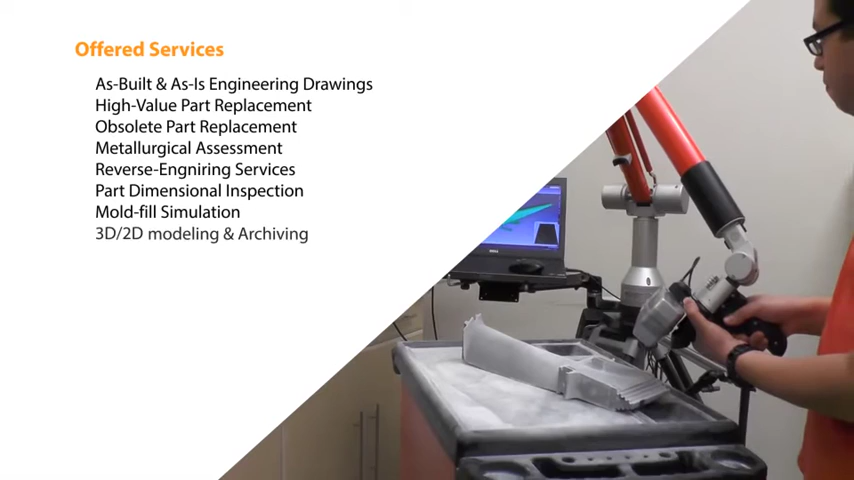 Offered Services
As-Built & As-Is Engineering Drawings
High-Value Part Replacement
Obsolete Part Replacement
Metallurgical Assessment
Reverse-Engniring Services
Part Dimensional Inspection
Mold-fill Simulation
3D/2D modeling & Archiving